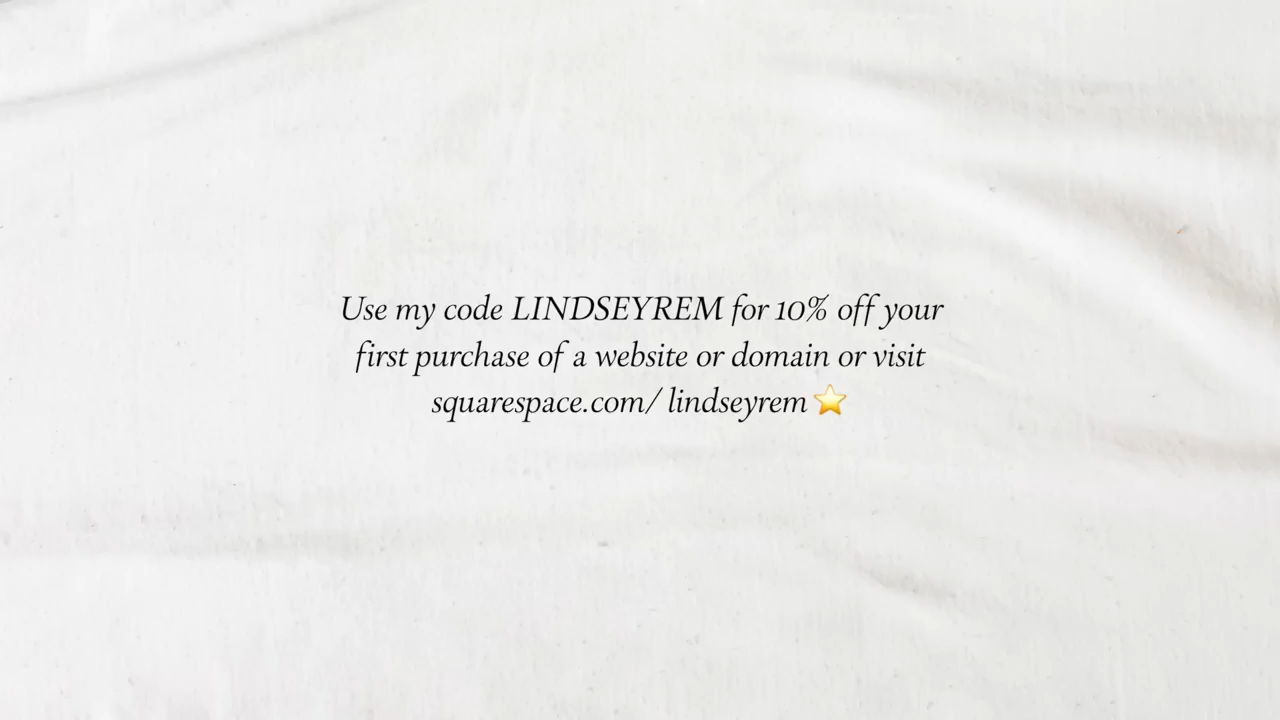 Use my code LINDSEYREM for 10% off your
first purchase of a website or domain or visit
squarespace.com/ lindseyrem ⭐